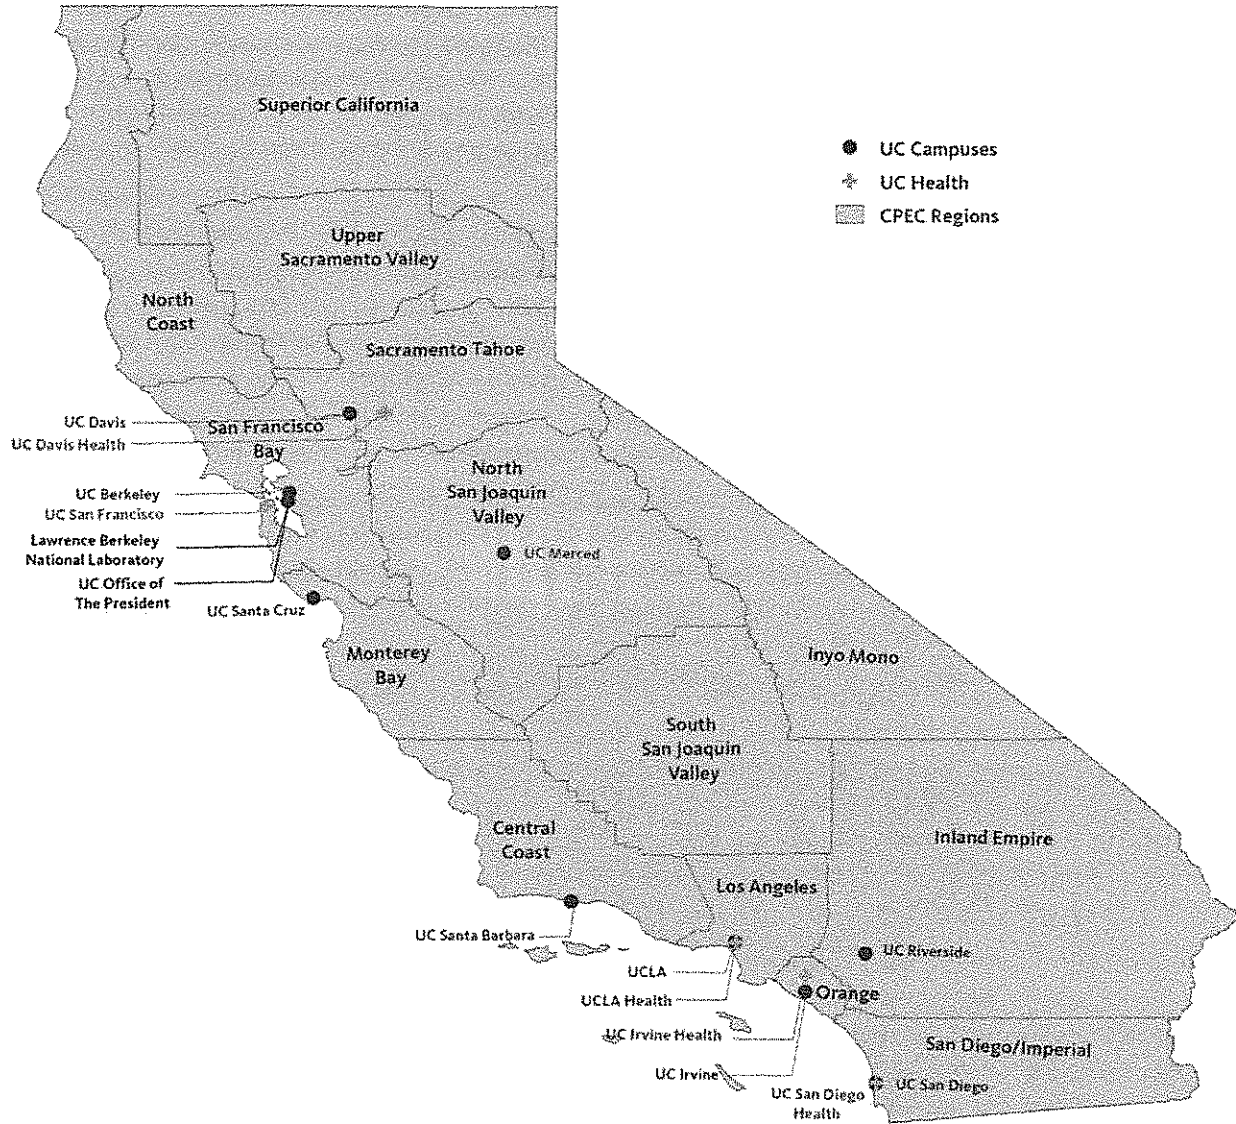 Superior California
UC Campuses
UC Health
CPEC Regions
Upper
Sacramento Valley
North
Coast
Sacramento Tahoe
UC Davis
UC Davis Health
San Francisco
Bay
North
San Joaquin
Valley
UC Berkeley
UC San Francisco
Lawrence Berkeley
National Laboratory
UC Merced
UC Office of
The President
UC Santa Cruz
Monterey
Bay
Inyo Mono
South
San Joaquin
Valley
Central
Coast
Inland Empire
Los Angeles
UC Santa Barbara
UC Riverside
UCLA
UCLA Health
Orange
UC Irvine Health
San Diego/Imperial
UC Irvine
UC San Diego
Health
UC San Diego